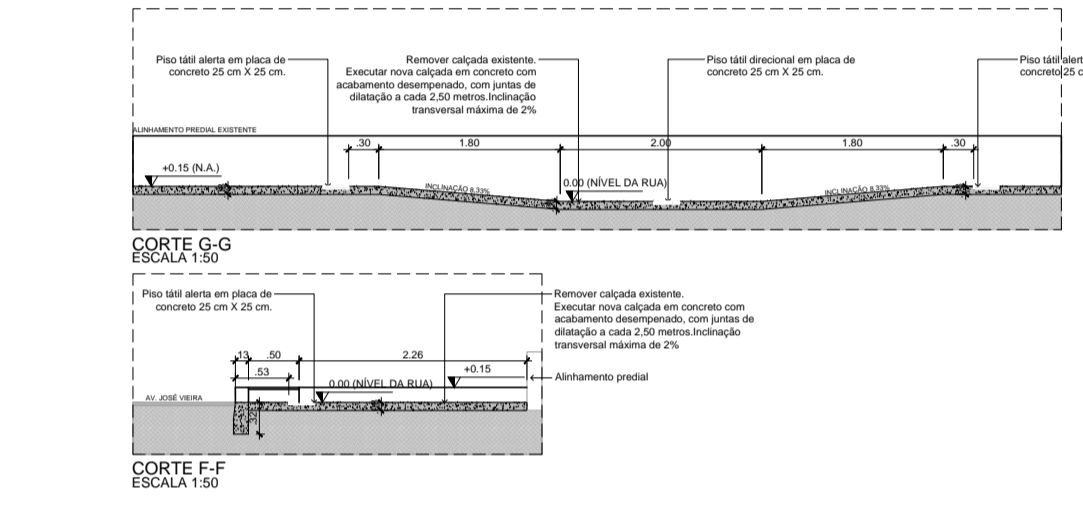 Piso tátil alerta em placa de
concreto 25 cm X 25 cm.
Remover calçada existente.
Executar nova calçada em concreto com
acabamento desempenado, com juntas de
dilatação a cada 2,50 metros.Inclinação
transversal máxima de 2%
Piso tátil direcional em placa de
concreto 25 cm X 25 cm.
Piso tátil alert
concreto 25 c
ALINHAMENTO PREDIAL EXISTENTE
.30
1.80
2.00
1.80
.30
+0.15 (N.A.)
INCLINAÇÃO 8,33%
0.00 (NÍVEL DA RUA)
INCLINAÇÃO 8,33%
CORTE G-G
ESCALA 1:50
Piso tátil alerta em placa de
concreto 25 cm X 25 cm.
Remover calçada existente.
Executar nova calçada em concreto com
acabamento desempenado, com juntas de
dilatação a cada 2,50 metros.Inclinação
transversal máxima de 2%
.13
.50
2.26
.53
+0.15
Alinhamento predial
0.00 (NÍVEL DA RUA)
AV. JOSÉ VIEIRA
CORTE F-F
ESCALA 1:50